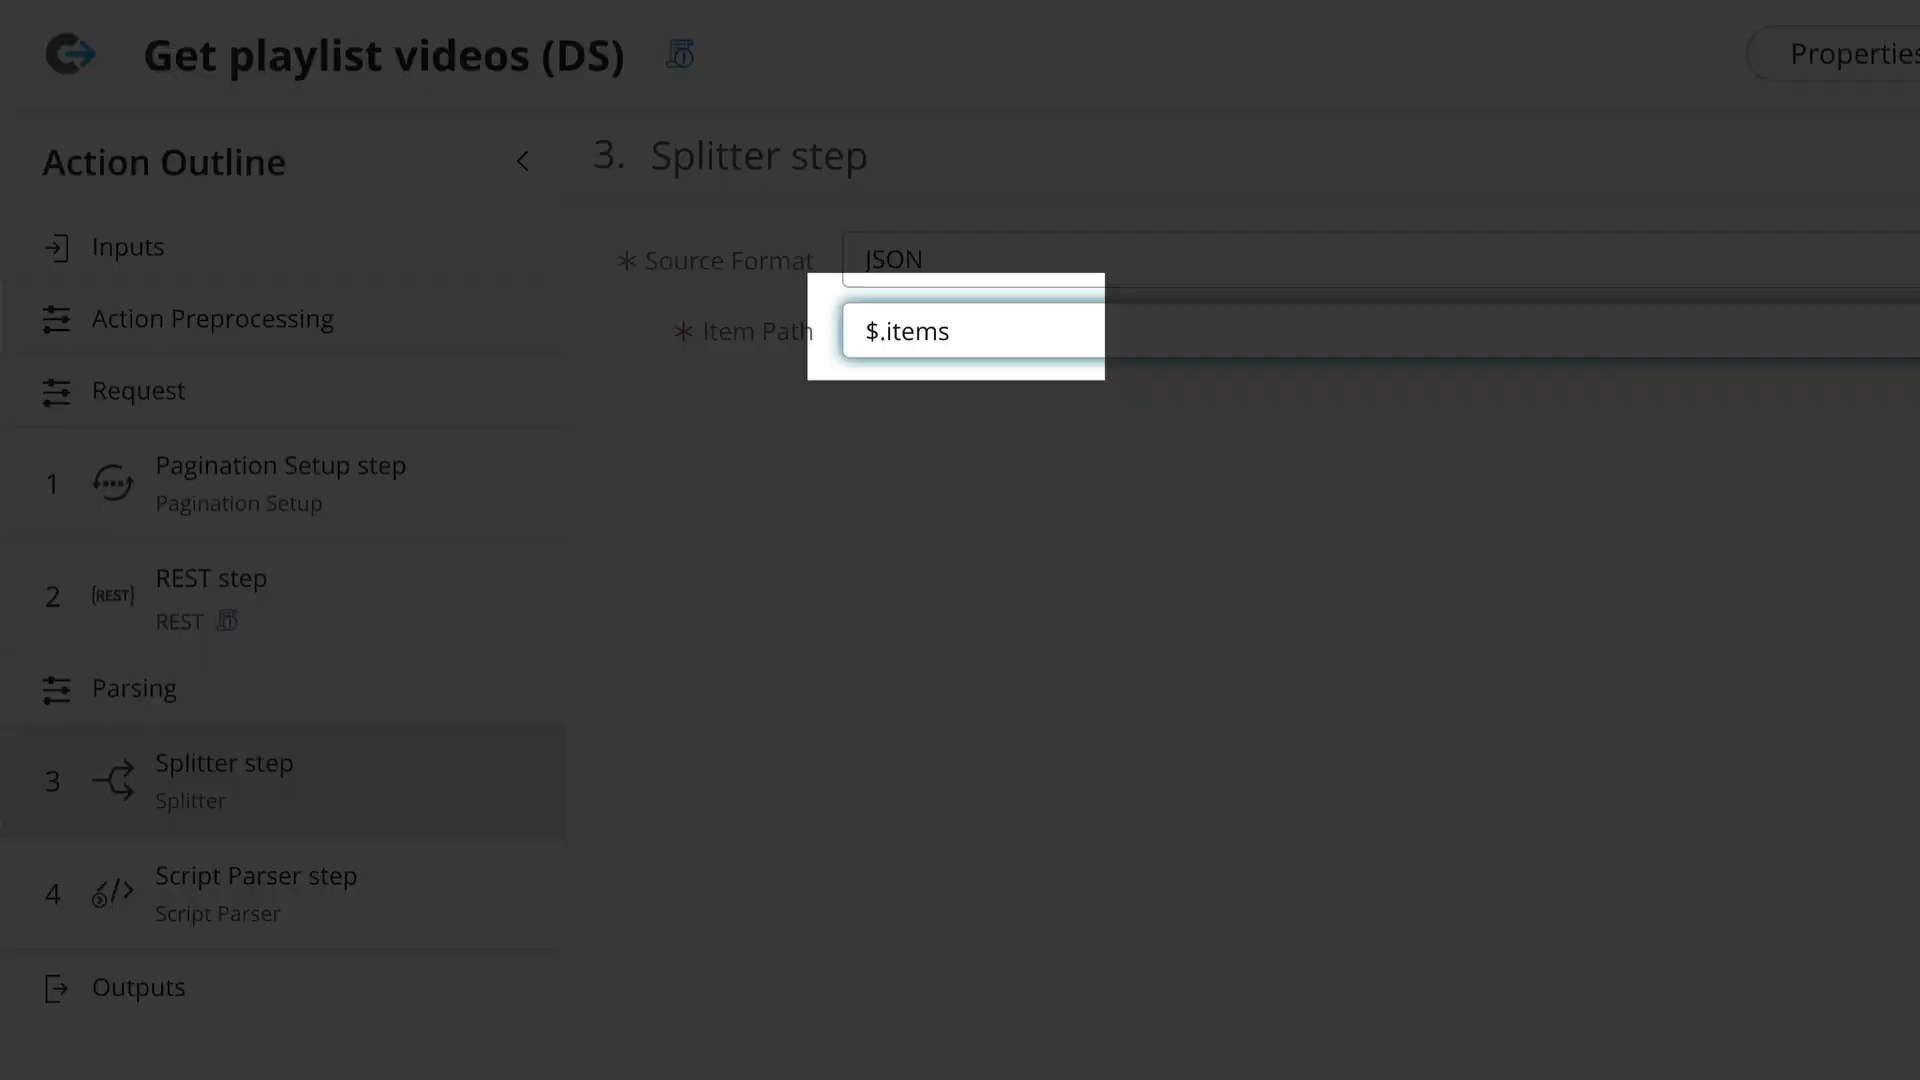 Get playlist videos (DS)
Properties
Action Outline
Inputs
Action Preprocessing
Request
1
Pagination Setup step
Pagination Setup
2
[REST]
REST step
REST
Parsing
3
Splitter step
Splitter
4
Script Parser step
Script Parser
Outputs
3. Splitter step
* Source Format
JSON
* Item Path
$.items